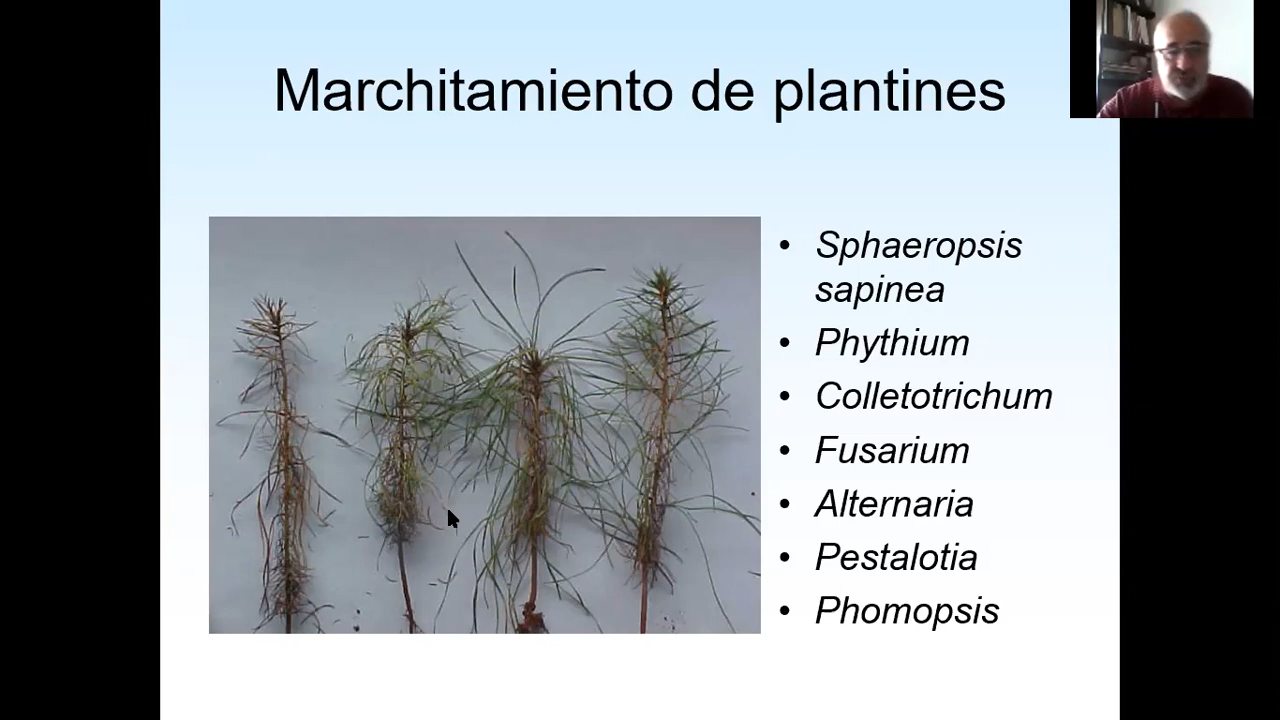 Marchitamiento de plantines
• Sphaeropsis
sapinea
• Phythium
• Colletotrichum
• Fusarium
• Alternaria
• Pestalotia
• Phomopsis